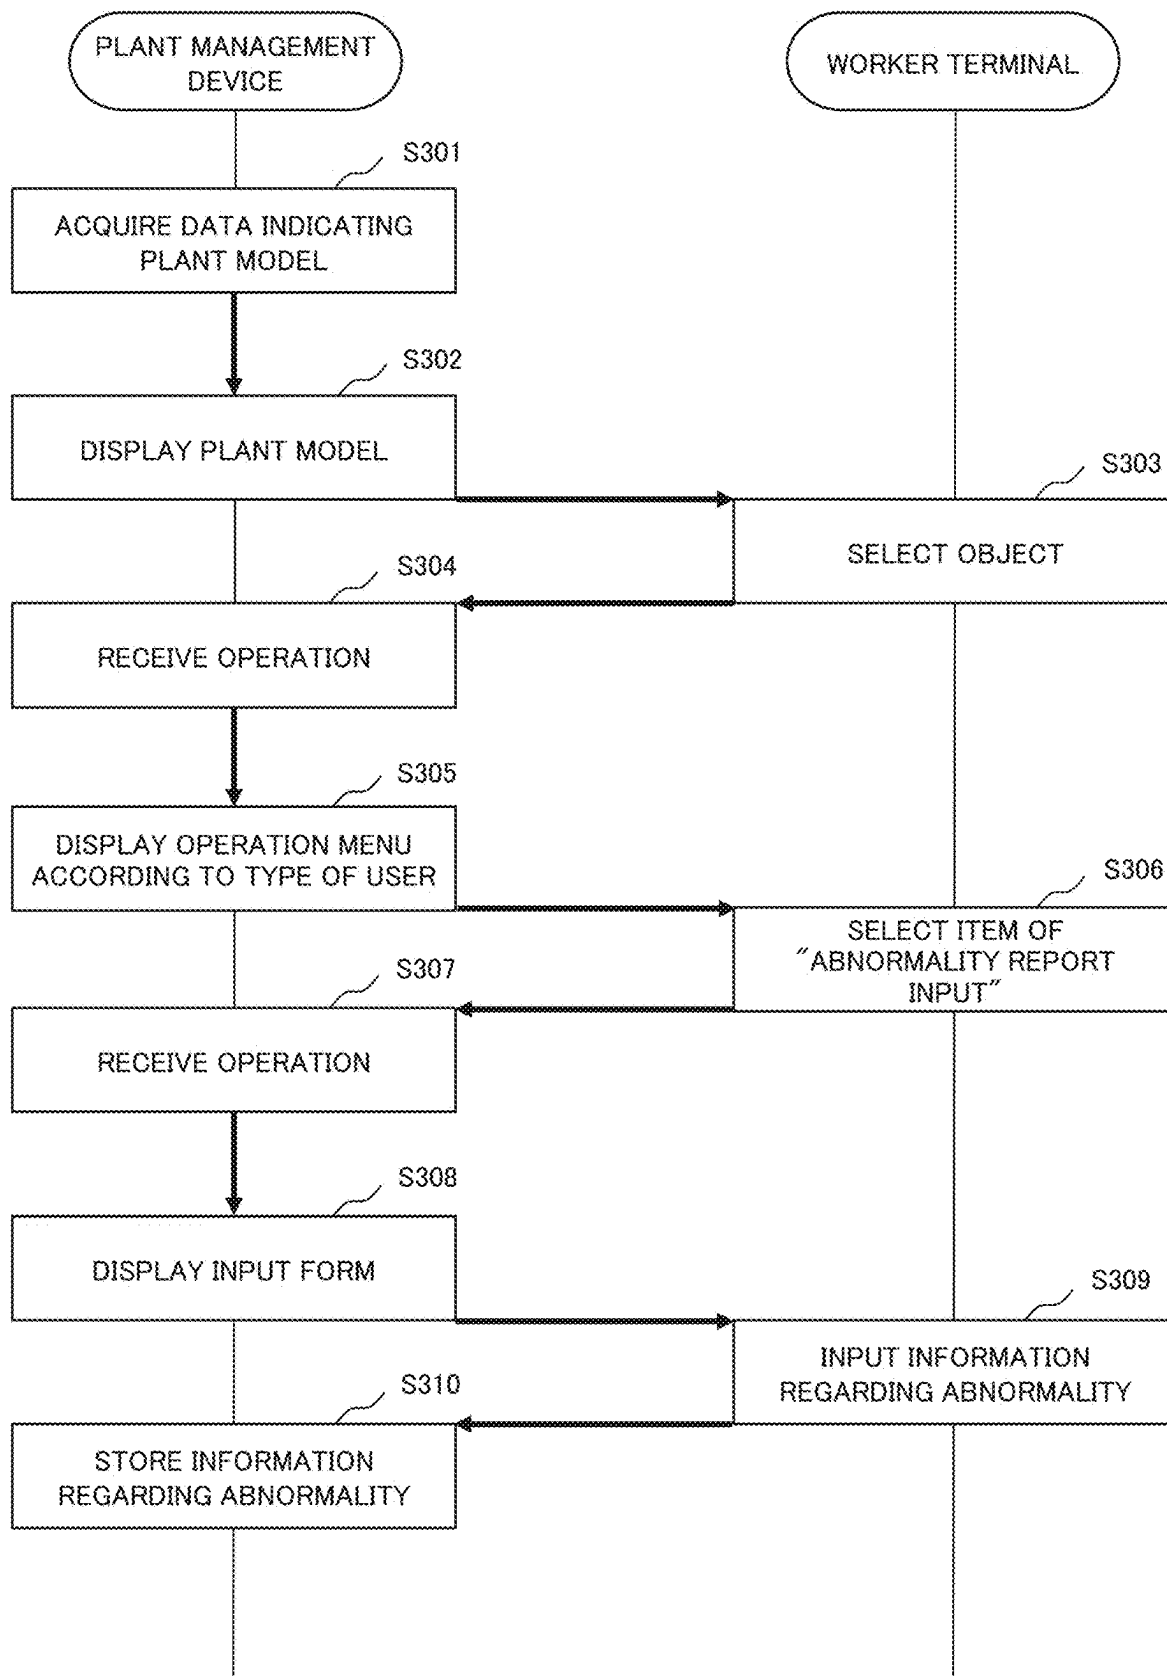 PLANT MANAGEMENT
DEVICE
WORKER TERMINAL
S301
ACQUIRE DATA INDICATING
PLANT MODEL
S302
DISPLAY PLANT MODEL
S303
SELECT OBJECT
S304
RECEIVE OPERATION
S305
DISPLAY OPERATION MENU
ACCORDING TO TYPE OF USER
S306
SELECT ITEM OF
"ABNORMALITY REPORT
INPUT"
S307
RECEIVE OPERATION
S308
DISPLAY INPUT FORM
S309
INPUT INFORMATION
REGARDING ABNORMALITY
S310
STORE INFORMATION
REGARDING ABNORMALITY